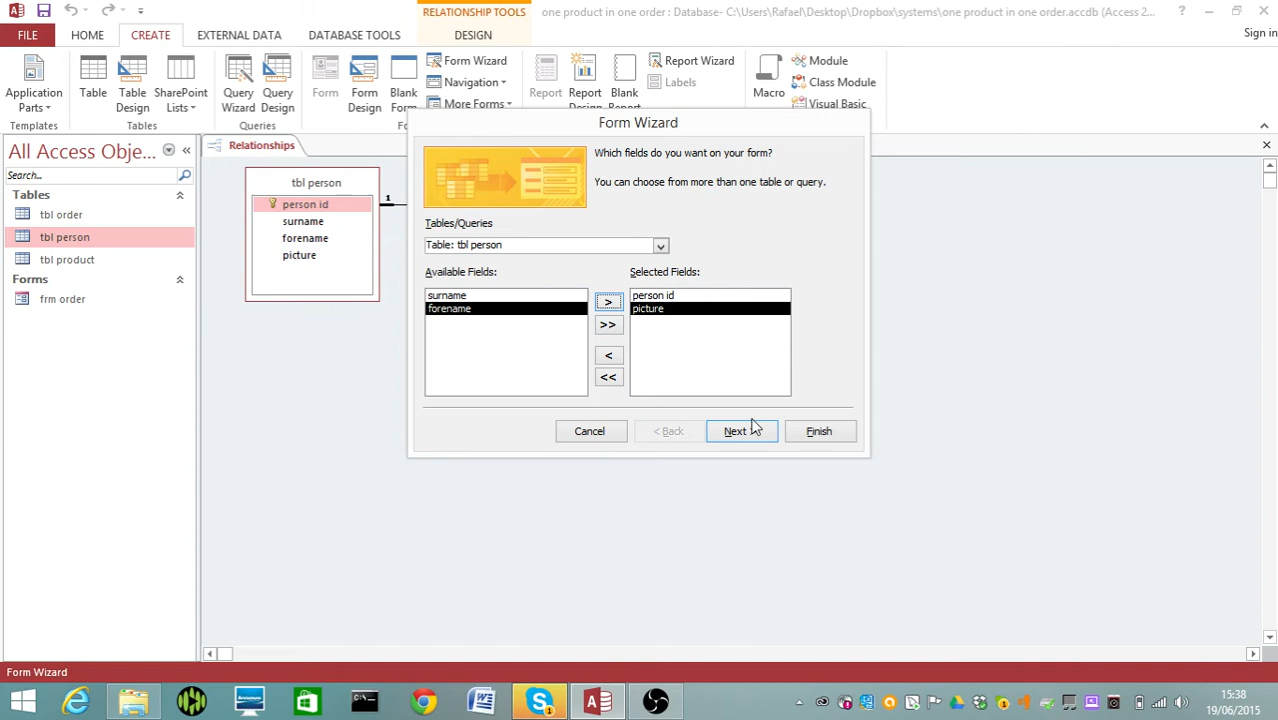 RELATIONSHIP TOOLS
one product in one order : Database- C:\Users\Rafael\Desktop\Dropbox\systems\one product in one order.accdb (Access 2...
?
FILE
HOME
CREATE
EXTERNAL DATA
DATABASE TOOLS
DESIGN
Sign in
Application Parts
Table
Table Design
SharePoint Lists
Query Wizard
Query Design
Form
Form Design
Blank
Form Wizard
Navigation
More Forms
Report
Report
Blank
Report Wizard
Labels
Macro
Module
Class Module
Visual Basic
Templates
Tables
Queries
All Access Obje...
Search...
Tables
tbl order
tbl person
tbl product
Forms
frm order
Relationships
tbl person
person id
surname
forename
picture
1
Form Wizard
Which fields do you want on your form?
You can choose from more than one table or query.
Tables/Queries
Table: tbl person
Available Fields:
Selected Fields:
surname
forename
>
>>
<
<<
person id
picture
Cancel
< Back
Next
Finish
Form Wizard
15:38
19/06/2015